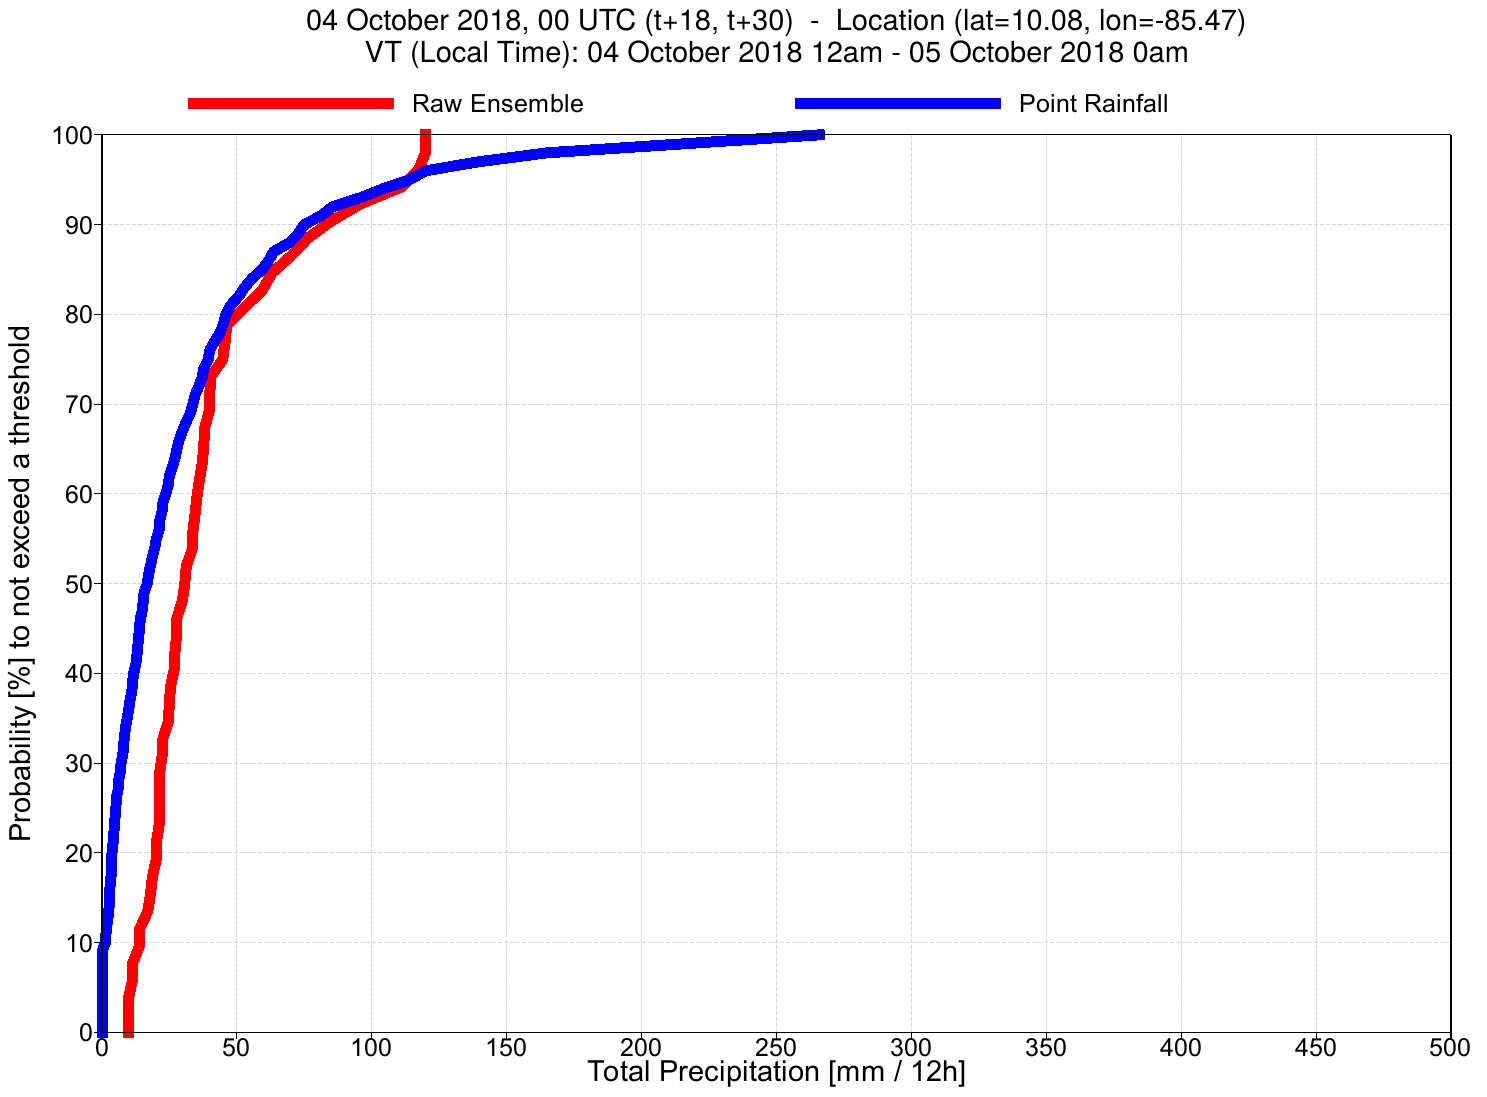 04 October 2018, 00 UTC (t+18, t+30)  -  Location (lat=10.08, lon=-85.47)
VT (Local Time): 04 October 2018 12am - 05 October 2018 0am
Raw Ensemble
Point Rainfall
Probability [%] to not exceed a threshold
100
90
80
70
60
50
40
30
20
10
0
0 50 100 150 200 250 300 350 400 450 500
Total Precipitation [mm / 12h]